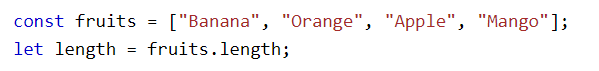 const fruits = ["Banana", "Orange", "Apple", "Mango"];
let length = fruits.length;